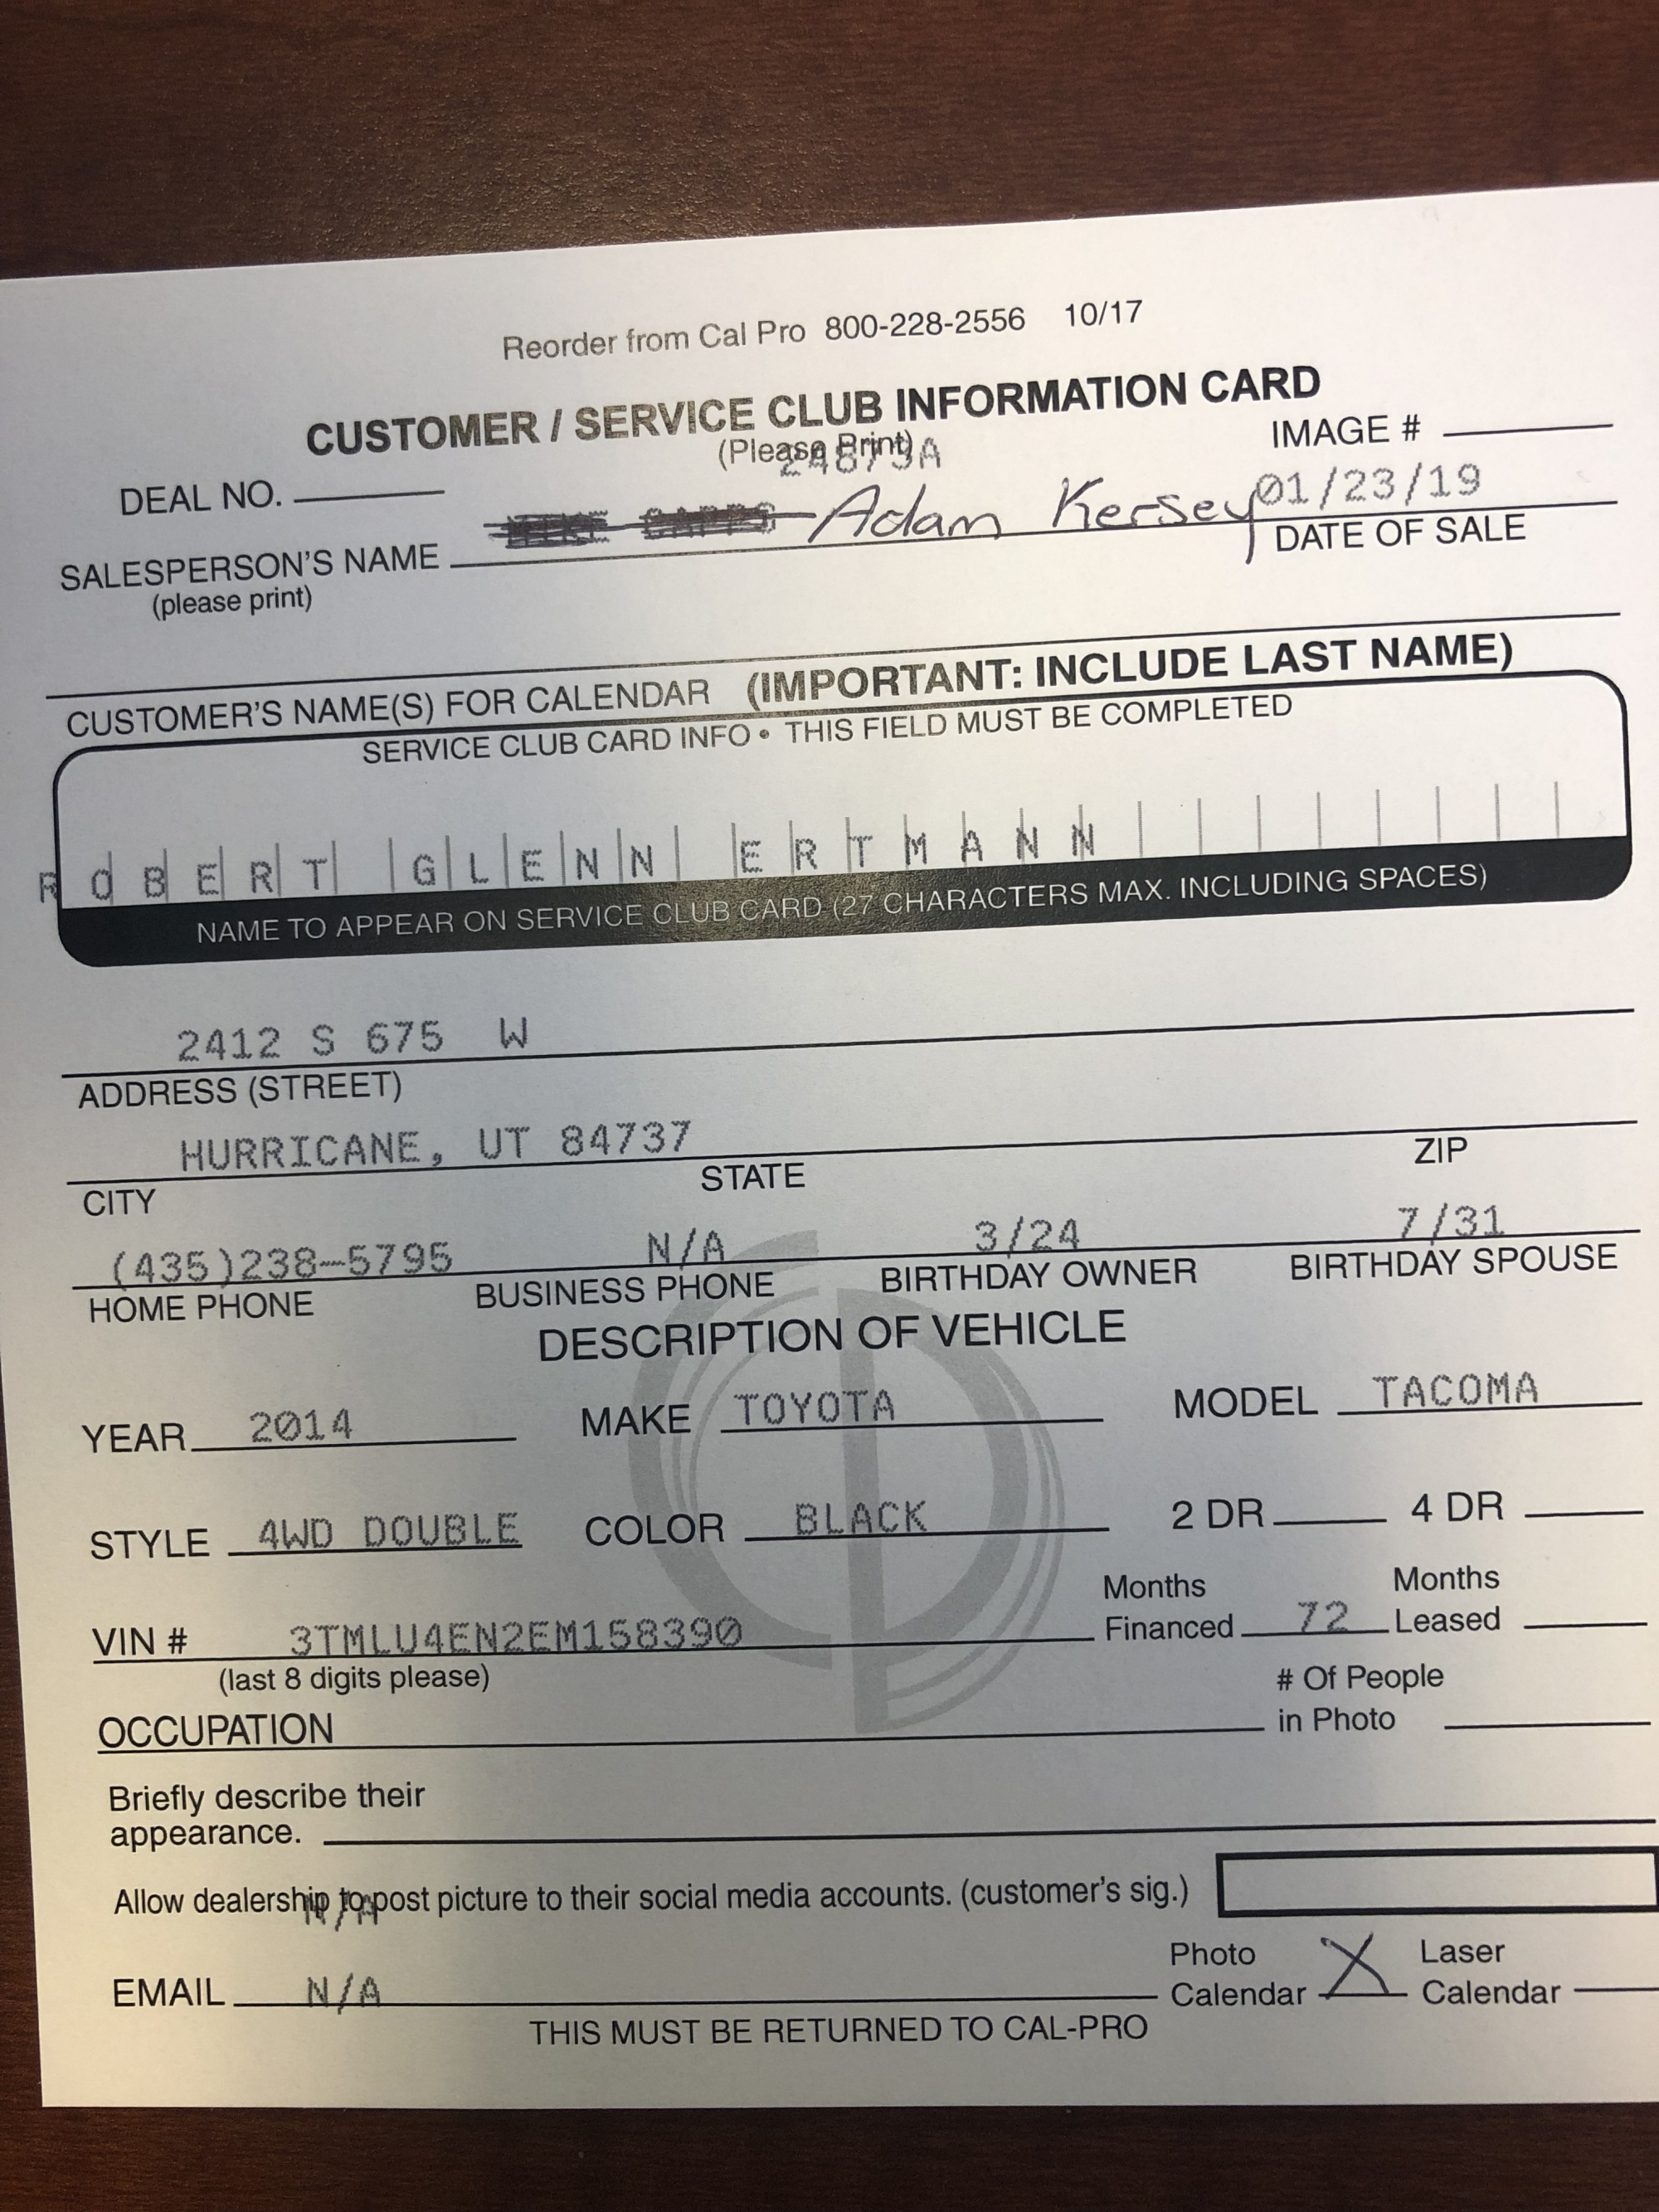 Reorder from Cal Pro 800-228-2556 10/17
CUSTOMER / SERVICE CLUB INFORMATION CARD
(Please Print)
IMAGE #
DEAL NO.
SALESPERSON'S NAME Adam Kersey 01/23/19
(please print)
DATE OF SALE
CUSTOMER'S NAME(S) FOR CALENDAR (IMPORTANT: INCLUDE LAST NAME)
SERVICE CLUB CARD INFO • THIS FIELD MUST BE COMPLETED
ROBERT GLENN ERTMANN
NAME TO APPEAR ON SERVICE CLUB CARD (27 CHARACTERS MAX. INCLUDING SPACES)
2412 S 675 W
ADDRESS (STREET)
HURRICANE, UT 84737
CITY STATE ZIP
(435)238-5795 N/A 3/24 7/31
HOME PHONE BUSINESS PHONE BIRTHDAY OWNER BIRTHDAY SPOUSE
DESCRIPTION OF VEHICLE
YEAR 2014 MAKE TOYOTA MODEL TACOMA
STYLE 4WD DOUBLE COLOR BLACK 2 DR 4 DR
Months Months
VIN # 3TMLU4EN2EM158390 Financed 72 Leased
(last 8 digits please)
# Of People
OCCUPATION in Photo
Briefly describe their
appearance.
Allow dealership to post picture to their social media accounts. (customer's sig.)
N/A
Photo Laser
EMAIL N/A Calendar X Calendar
THIS MUST BE RETURNED TO CAL-PRO